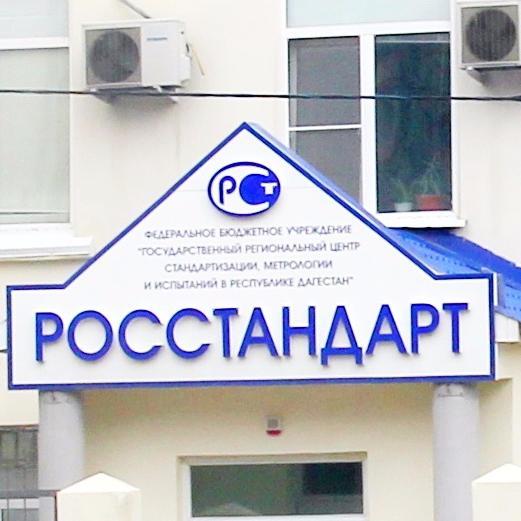 РСТ
ФЕДЕРАЛЬНОЕ БЮДЖЕТНОЕ УЧРЕЖДЕНИЕ
"ГОСУДАРСТВЕННЫЙ РЕГИОНАЛЬНЫЙ ЦЕНТР
СТАНДАРТИЗАЦИИ, МЕТРОЛОГИИ
И ИСПЫТАНИЙ В РЕСПУБЛИКЕ ДАГЕСТАН"
РОССТАНДАРТ